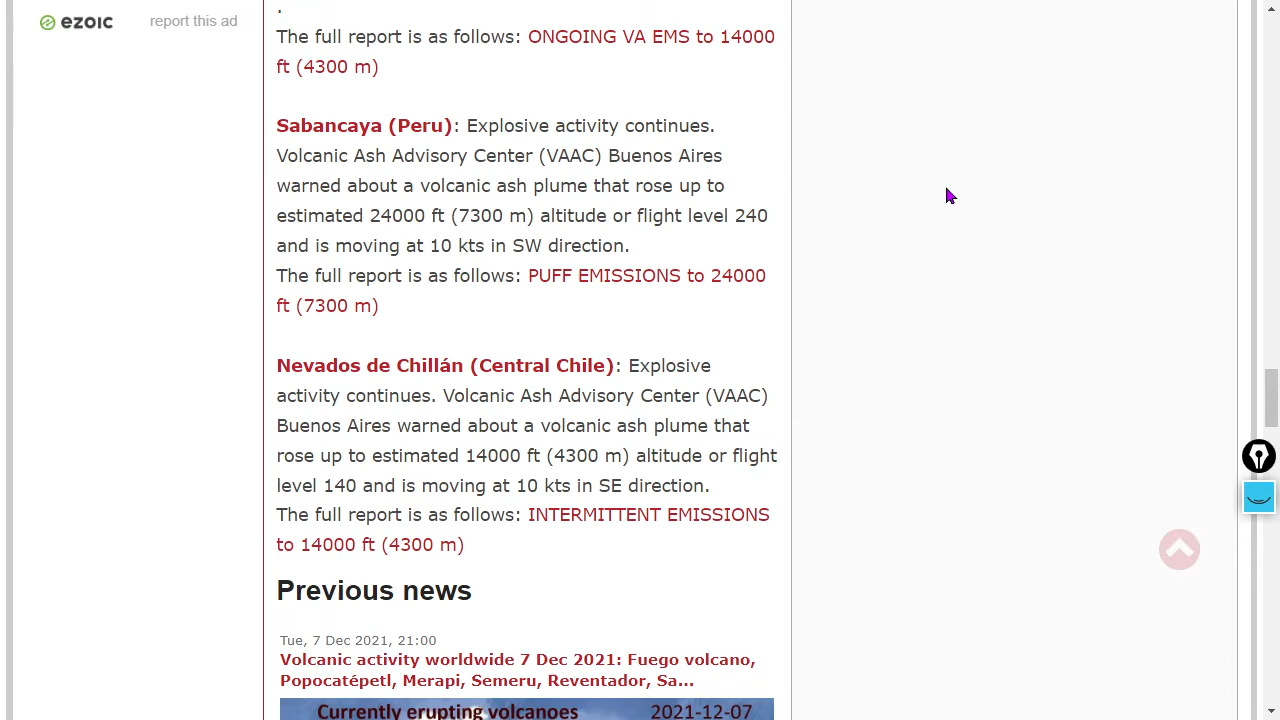 ezoic
report this ad
.
The full report is as follows: ONGOING VA EMS to 14000
ft (4300 m)
Sabancaya (Peru): Explosive activity continues.
Volcanic Ash Advisory Center (VAAC) Buenos Aires
warned about a volcanic ash plume that rose up to
estimated 24000 ft (7300 m) altitude or flight level 240
and is moving at 10 kts in SW direction.
The full report is as follows: PUFF EMISSIONS to 24000
ft (7300 m)
Nevados de Chillán (Central Chile): Explosive
activity continues. Volcanic Ash Advisory Center (VAAC)
Buenos Aires warned about a volcanic ash plume that
rose up to estimated 14000 ft (4300 m) altitude or flight
level 140 and is moving at 10 kts in SE direction.
The full report is as follows: INTERMITTENT EMISSIONS
to 14000 ft (4300 m)
Previous news
Tue, 7 Dec 2021, 21:00
Volcanic activity worldwide 7 Dec 2021: Fuego volcano,
Popocatépetl, Merapi, Semeru, Reventador, Sa...
Currently erupting volcanoes 2021-12-07